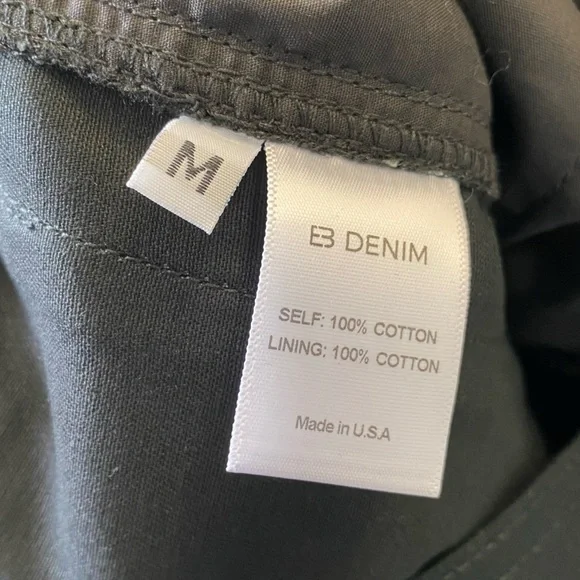 M
EB DENIM
SELF: 100% COTTON
LINING: 100% COTTON
Made in U.S.A